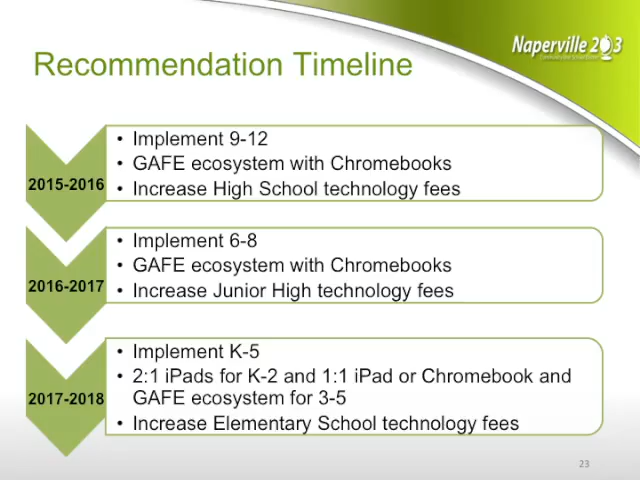 Naperville 203
Recommendation Timeline
2015-2016
• Implement 9-12
• GAFE ecosystem with Chromebooks
• Increase High School technology fees
2016-2017
• Implement 6-8
• GAFE ecosystem with Chromebooks
• Increase Junior High technology fees
2017-2018
• Implement K-5
• 2:1 iPads for K-2 and 1:1 iPad or Chromebook and
GAFE ecosystem for 3-5
• Increase Elementary School technology fees
23